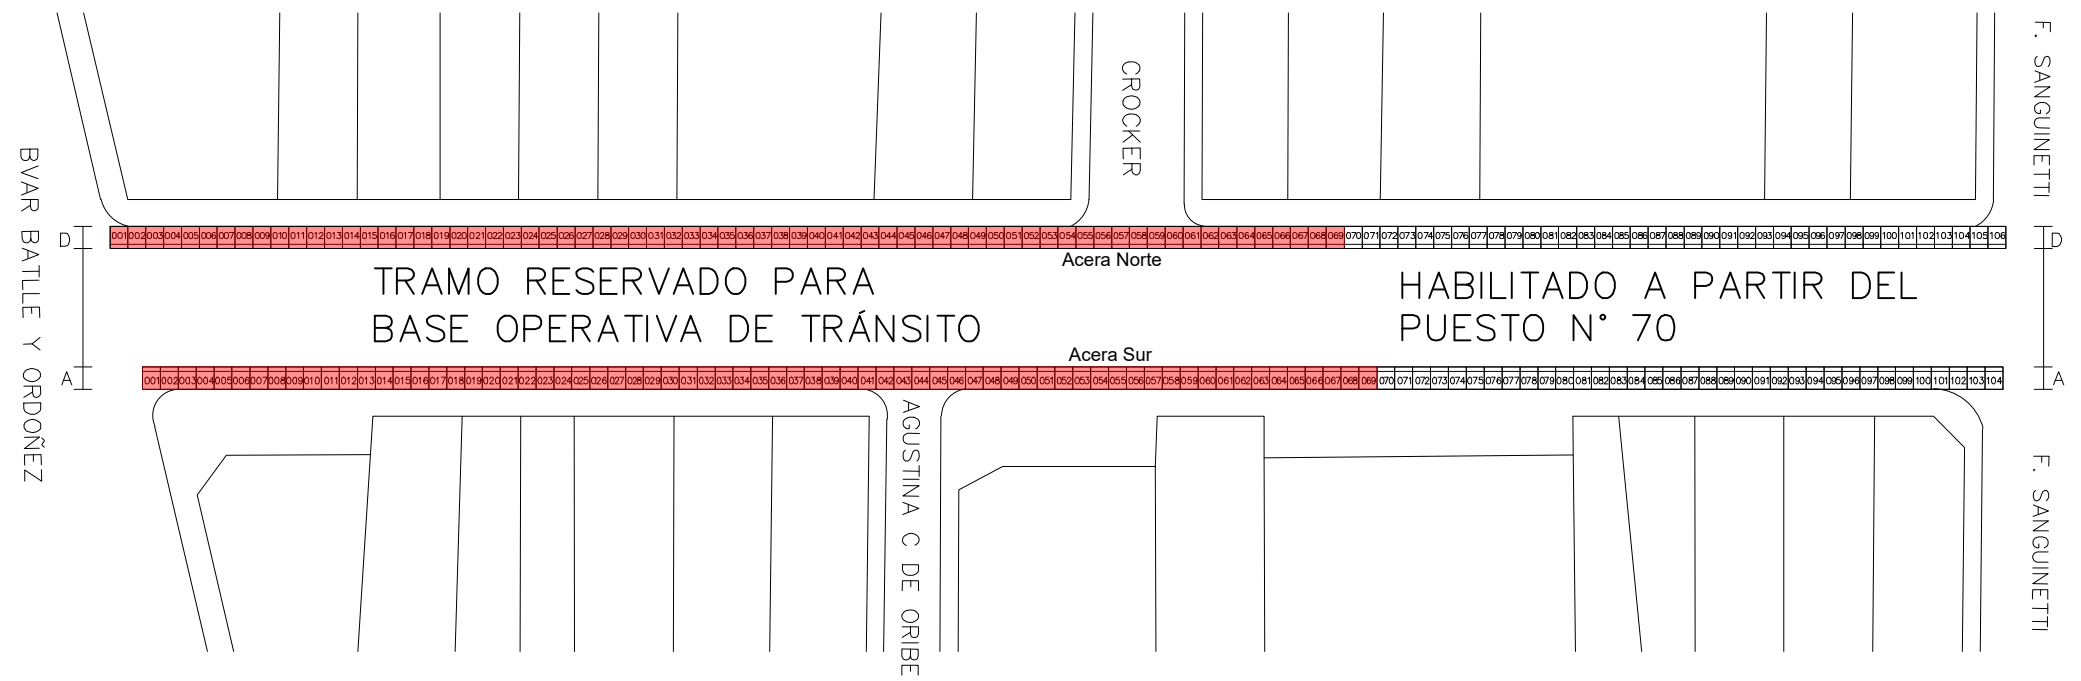 BVAR BATLLE Y ORDOÑEZ
CROCKER
F. SANGUINETTI
D
001 002 003 004 005 006 007 008 009 010 011 012 013 014 015 016 017 018 019 020 021 022 023 024 025 026 027 028 029 030 031 032 033 034 035 036 037 038 039 040 041 042 043 044 045 046 047 048 049 050 051 052 053 054 055 056 057 058 059 060 061 062 063 064 065 066 067 068 069 070 071 072 073 074 075 076 077 078 079 080 081 082 083 084 085 086 087 088 089 090 091 092 093 094 095 096 097 098 099 100 101 102 103 104 105 106
D
Acera Norte
TRAMO RESERVADO PARA
BASE OPERATIVA DE TRÁNSITO
HABILITADO A PARTIR DEL
PUESTO N° 70
Acera Sur
A
001 002 003 004 005 006 007 008 009 010 011 012 013 014 015 016 017 018 019 020 021 022 023 024 025 026 027 028 029 030 031 032 033 034 035 036 037 038 039 040 041 042 043 044 045 046 047 048 049 050 051 052 053 054 055 056 057 058 059 060 061 062 063 064 065 066 067 068 069 070 071 072 073 074 075 076 077 078 079 080 081 082 083 084 085 086 087 088 089 090 091 092 093 094 095 096 097 098 099 100 101 102 103 104
A
AGUSTINA C DE ORIBE
F. SANGUINETTI